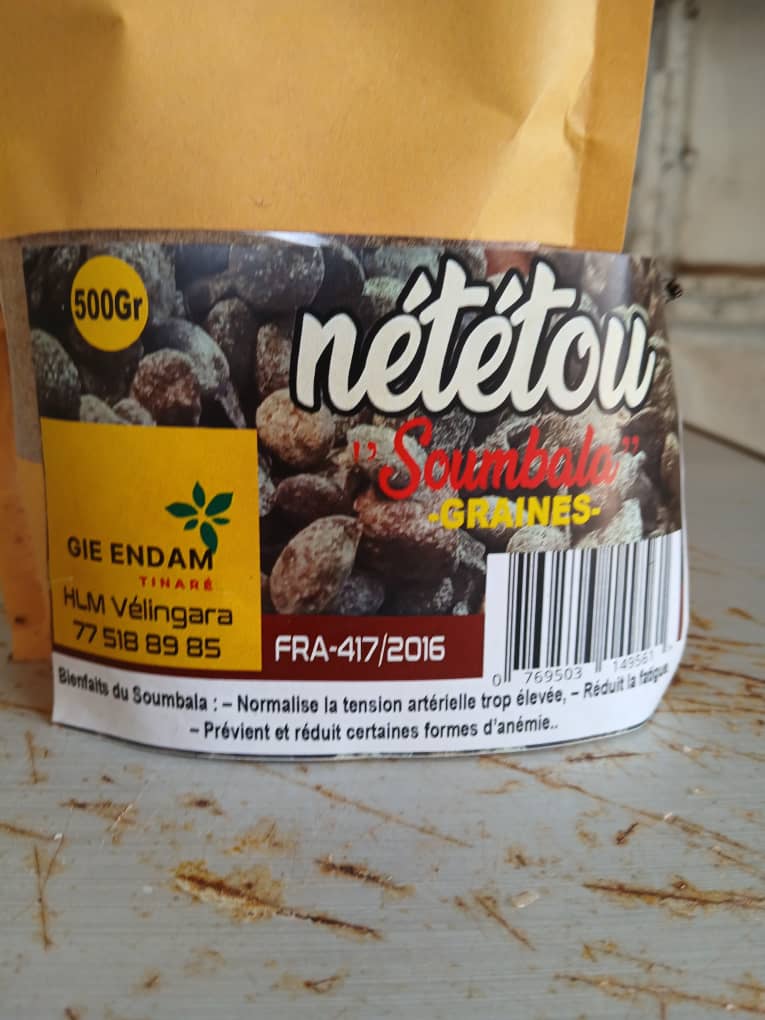 500Gr
nététou
''Soumbala''
-GRAINES-
GIE ENDAM
TINARÉ
HLM Vélingara
77 518 89 85
FRA-417/2016
0 769503 149561
Bienfaits du Soumbala : – Normalise la tension artérielle trop élevée, – Réduit la fatigue,
– Prévient et réduit certaines formes d'anémie..